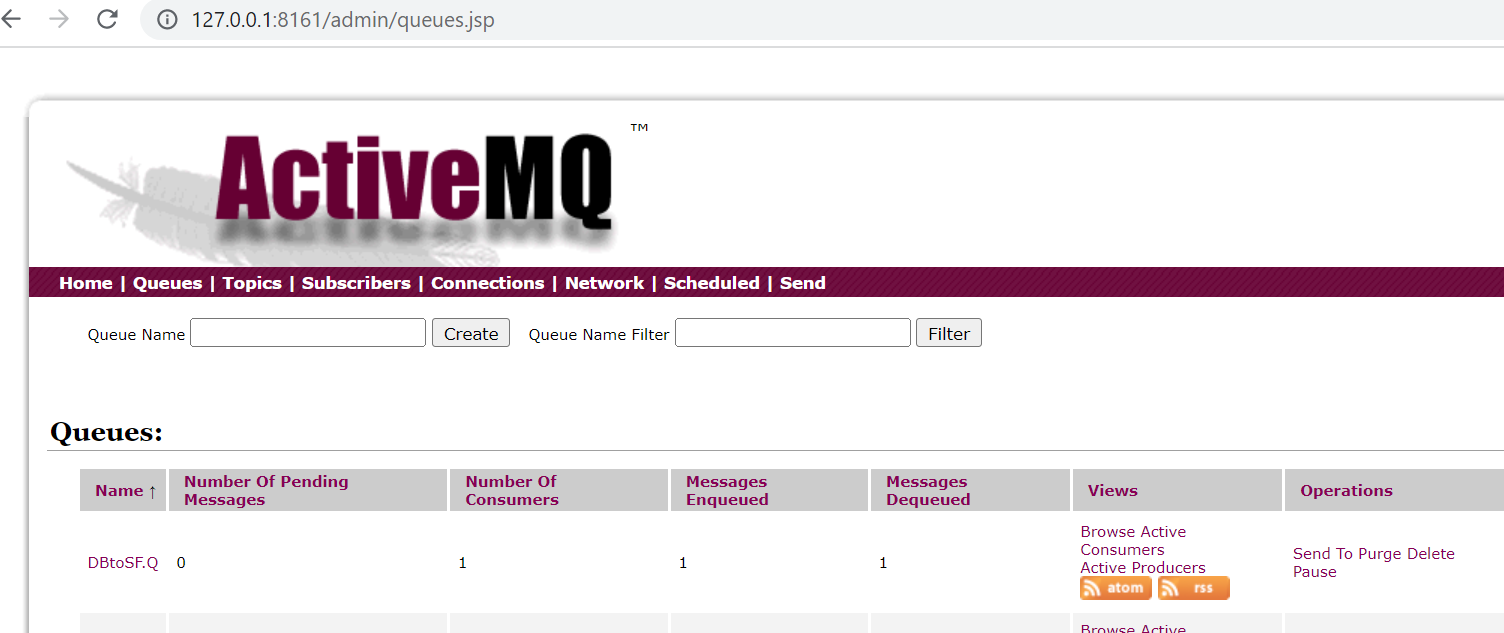 127.0.0.1:8161/admin/queues.jsp
ActiveMQ ™
Home | Queues | Topics | Subscribers | Connections | Network | Scheduled | Send
Queue Name Create Queue Name Filter Filter
Queues:
Name ↑ Number Of Pending Messages Number Of Consumers Messages Enqueued Messages Dequeued Views Operations
DBtoSF.Q 0 1 1 1
Browse Active
Consumers
Active Producers
atom rss
Send To Purge Delete
Pause
Browse Active